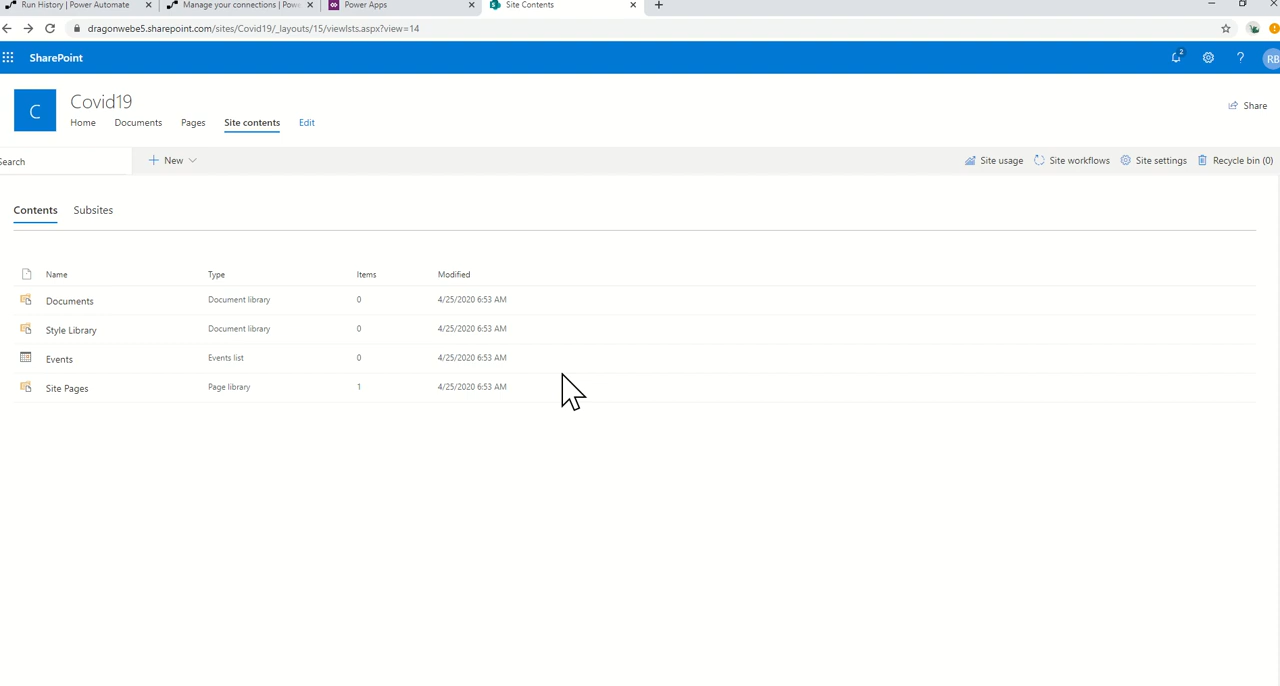 Run History | Power Automate
Manage your connections | Powe
Power Apps
Site Contents
dragonwebe5.sharepoint.com/sites/Covid19/_layouts/15/viewlsts.aspx?view=14
SharePoint
2
RB
C
Covid19
Home
Documents
Pages
Site contents
Edit
Share
Search
New
Site usage
Site workflows
Site settings
Recycle bin (0)
Contents
Subsites
Name Type Items Modified
Documents Document library 0 4/25/2020 6:53 AM
Style Library Document library 0 4/25/2020 6:53 AM
Events Events list 0 4/25/2020 6:53 AM
Site Pages Page library 1 4/25/2020 6:53 AM